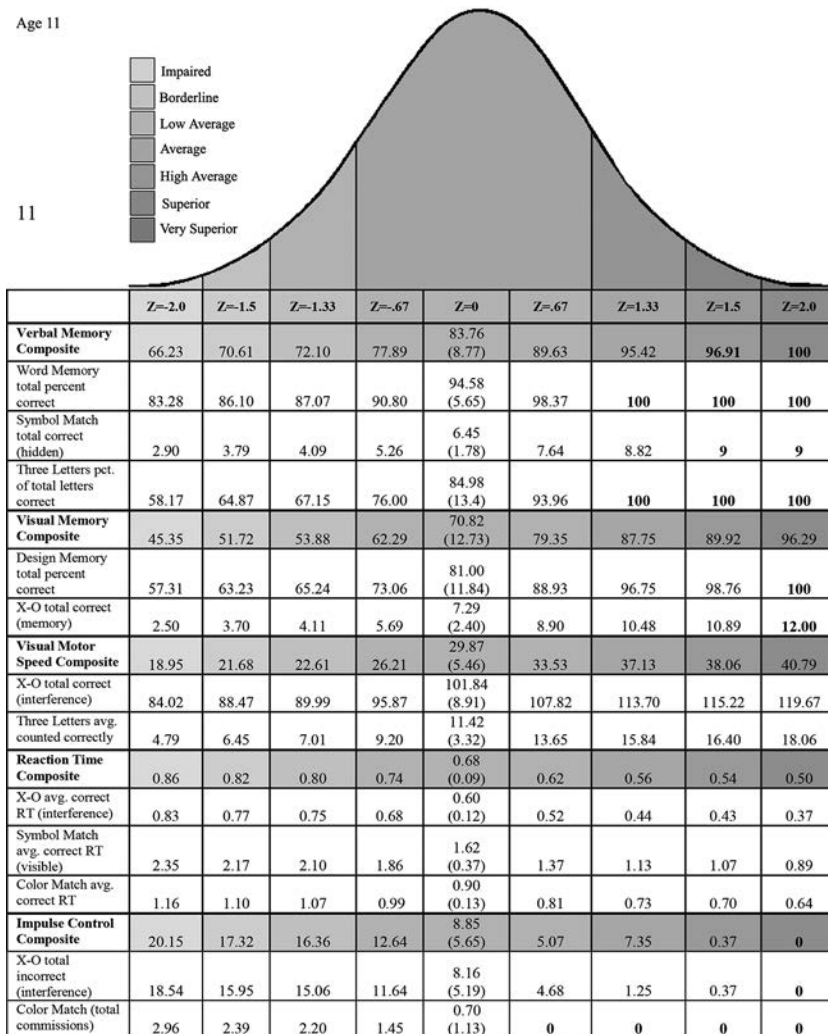 Age 11
Impaired
Borderline
Low Average
Average
High Average
Superior
Very Superior
11
Z=-2.0 Z=-1.5 Z=-1.33 Z=-.67 Z=0 Z=.67 Z=1.33 Z=1.5 Z=2.0
Verbal Memory
Composite 66.23 70.61 72.10 77.89 83.76 (8.77) 89.63 95.42 96.91 100
Word Memory
total percent
correct 83.28 86.10 87.07 90.80 94.58 (5.65) 98.37 100 100 100
Symbol Match
total correct
(hidden) 2.90 3.79 4.09 5.26 6.45 (1.78) 7.64 8.82 9 9
Three Letters pct.
of total letters
correct 58.17 64.87 67.15 76.00 84.98 (13.4) 93.96 100 100 100
Visual Memory
Composite 45.35 51.72 53.88 62.29 70.82 (12.73) 79.35 87.75 89.92 96.29
Design Memory
total percent
correct 57.31 63.23 65.24 73.06 81.00 (11.84) 88.93 96.75 98.76 100
X-O total correct
(memory) 2.50 3.70 4.11 5.69 7.29 (2.40) 8.90 10.48 10.89 12.00
Visual Motor
Speed Composite 18.95 21.68 22.61 26.21 29.87 (5.46) 33.53 37.13 38.06 40.79
X-O total correct
(interference) 84.02 88.47 89.99 95.87 101.84 (8.91) 107.82 113.70 115.22 119.67
Three Letters avg.
counted correctly 4.79 6.45 7.01 9.20 11.42 (3.32) 13.65 15.84 16.40 18.06
Reaction Time
Composite 0.86 0.82 0.80 0.74 0.68 (0.09) 0.62 0.56 0.54 0.50
X-O avg. correct
RT (interference) 0.83 0.77 0.75 0.68 0.60 (0.12) 0.52 0.44 0.43 0.37
Symbol Match
avg. correct RT
(visible) 2.35 2.17 2.10 1.86 1.62 (0.37) 1.37 1.13 1.07 0.89
Color Match avg.
correct RT 1.16 1.10 1.07 0.99 0.90 (0.13) 0.81 0.73 0.70 0.64
Impulse Control
Composite 20.15 17.32 16.36 12.64 8.85 (5.65) 5.07 7.35 0.37 0
X-O total
incorrect
(interference) 18.54 15.95 15.06 11.64 8.16 (5.19) 4.68 1.25 0.37 0
Color Match (total
commissions) 2.96 2.39 2.20 1.45 0.70 (1.13) 0 0 0 0